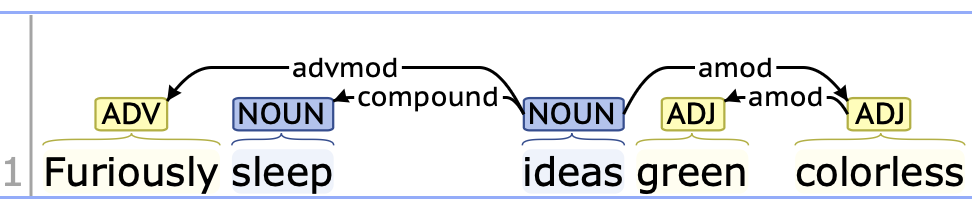 advmod amod
compound amod
ADV NOUN NOUN ADJ ADJ
1 Furiously sleep ideas green colorless